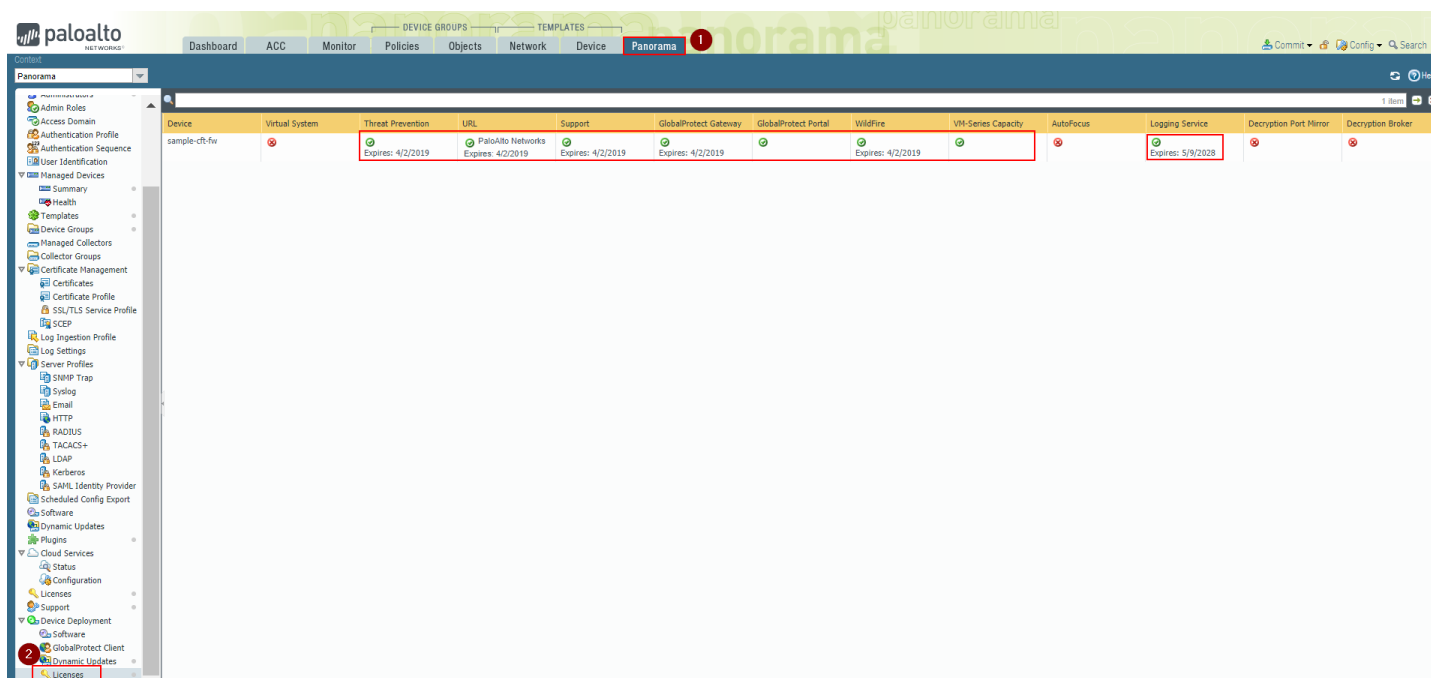 paloalto
NETWORKS
DEVICE GROUPS
TEMPLATES
panorama
Dashboard
ACC
Monitor
Policies
Objects
Network
Device
Panorama
1
Commit
Config
Search
Context
Panorama
1 item
Device
Virtual System
Threat Prevention
URL
Support
GlobalProtect Gateway
GlobalProtect Portal
WildFire
VM-Series Capacity
AutoFocus
Logging Service
Decryption Port Mirror
Decryption Broker
sample-cft-fw
Expires: 4/2/2019
PaloAlto Networks
Expires: 4/2/2019
Expires: 4/2/2019
Expires: 4/2/2019
Expires: 4/2/2019
Expires: 5/9/2028
Admin Roles
Access Domain
Authentication Profile
Authentication Sequence
User Identification
Managed Devices
Summary
Health
Templates
Device Groups
Managed Collectors
Collector Groups
Certificate Management
Certificates
Certificate Profile
SSL/TLS Service Profile
SCEP
Log Ingestion Profile
Log Settings
Server Profiles
SNMP Trap
Syslog
Email
HTTP
RADIUS
TACACS+
LDAP
Kerberos
SAML Identity Provider
Scheduled Config Export
Software
Dynamic Updates
Plugins
Cloud Services
Status
Configuration
Licenses
Support
Device Deployment
Software
GlobalProtect Client
2
Dynamic Updates
Licenses